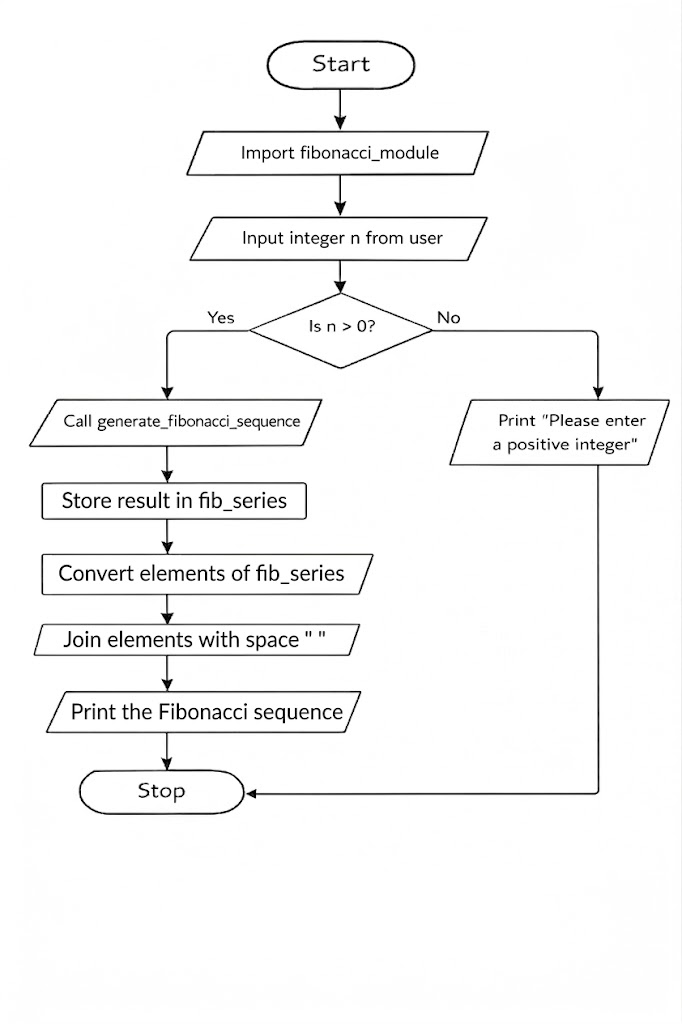 Start
Import fibonacci_module
Input integer n from user
Is n > 0?
Yes
No
Call generate_fibonacci_sequence
Print "Please enter
a positive integer"
Store result in fib_series
Convert elements of fib_series
Join elements with space " "
Print the Fibonacci sequence
Stop